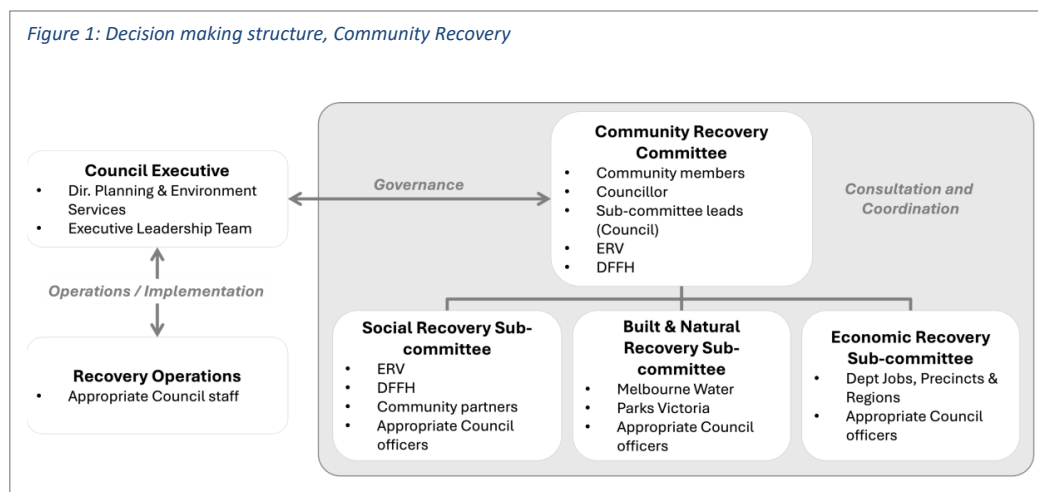 Figure 1: Decision making structure, Community Recovery
Council Executive
• Dir. Planning & Environment
Services
• Executive Leadership Team
Operations / Implementation
Recovery Operations
• Appropriate Council staff
Governance
Community Recovery
Committee
• Community members
• Councillor
• Sub-committee leads
(Council)
• ERV
• DFFH
Consultation and
Coordination
Social Recovery Sub-
committee
• ERV
• DFFH
• Community partners
• Appropriate Council
officers
Built & Natural
Recovery Sub-
committee
• Melbourne Water
• Parks Victoria
• Appropriate Council
officers
Economic Recovery
Sub-committee
• Dept Jobs, Precincts &
Regions
• Appropriate Council
officers